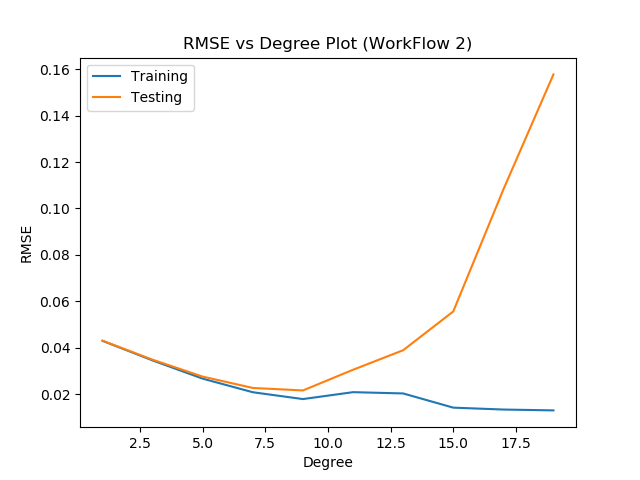 RMSE vs Degree Plot (WorkFlow 2)
Training
Testing
0.16
0.14
0.12
0.10
0.08
0.06
0.04
0.02
RMSE
2.5 5.0 7.5 10.0 12.5 15.0 17.5
Degree